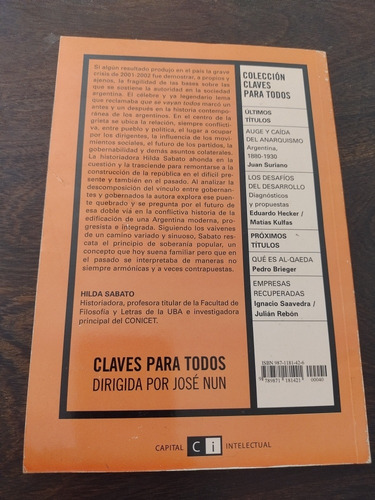 Si algún resultado produjo en el país la grave
crisis de 2001-2002 fue demostrar, a propios y
ajenos, la fragilidad de las bases sobre las
que se sostiene la autoridad en la sociedad
argentina. El célebre y ya legendario lema
que reclamaba que se vayan todos marcó un
antes y un después en la historia contempo-
ránea de los argentinos. En el centro de la
grieta se ubica la relación, siempre conflicti-
va, entre pueblo y política, el lugar a ocupar
por los dirigentes, la influencia de los movi-
mientos sociales, el futuro de los partidos, la
gobernabilidad y demás asuntos colaterales.
La historiadora Hilda Sabato ahonda en la
cuestión y la trasciende para remontarse a la
construcción de la república en el difícil pre-
sente y también en el pasado. Al analizar la
descomposición del vínculo entre gobernan-
tes y gobernados la autora explora ese puen-
te quebrado y se pregunta por el futuro de
esa doble vía en la conflictiva historia de la
edificación de una Argentina moderna, pro-
gresista e integrada. Siguiendo los vaivenes
de un camino variado y sinuoso, Sabato res-
cata el principio de soberanía popular, un
concepto que hoy suena familiar pero que en
el pasado se interpretaba de maneras no
siempre armónicas y a veces contrapuestas.
HILDA SABATO
Historiadora, profesora titular de la Facultad de
Filosofía y Letras de la UBA e investigadora
principal del CONICET.
CLAVES PARA TODOS
DIRIGIDA POR JOSÉ NUN
COLECCIÓN
CLAVES
PARA TODOS
ÚLTIMOS
TÍTULOS
AUGE Y CAÍDA
DEL ANARQUISMO
Argentina,
1880-1930
Juan Suriano
LOS DESAFÍOS
DEL DESARROLLO
Diagnósticos
y propuestas
Eduardo Hecker /
Matías Kulfas
PRÓXIMOS
TÍTULOS
QUÉ ES AL-QAEDA
Pedro Brieger
EMPRESAS
RECUPERADAS
Ignacio Saavedra /
Julián Rebón
ISBN 987-1181-42-6
9789871181421
00040
CAPITAL Ci INTELECTUAL